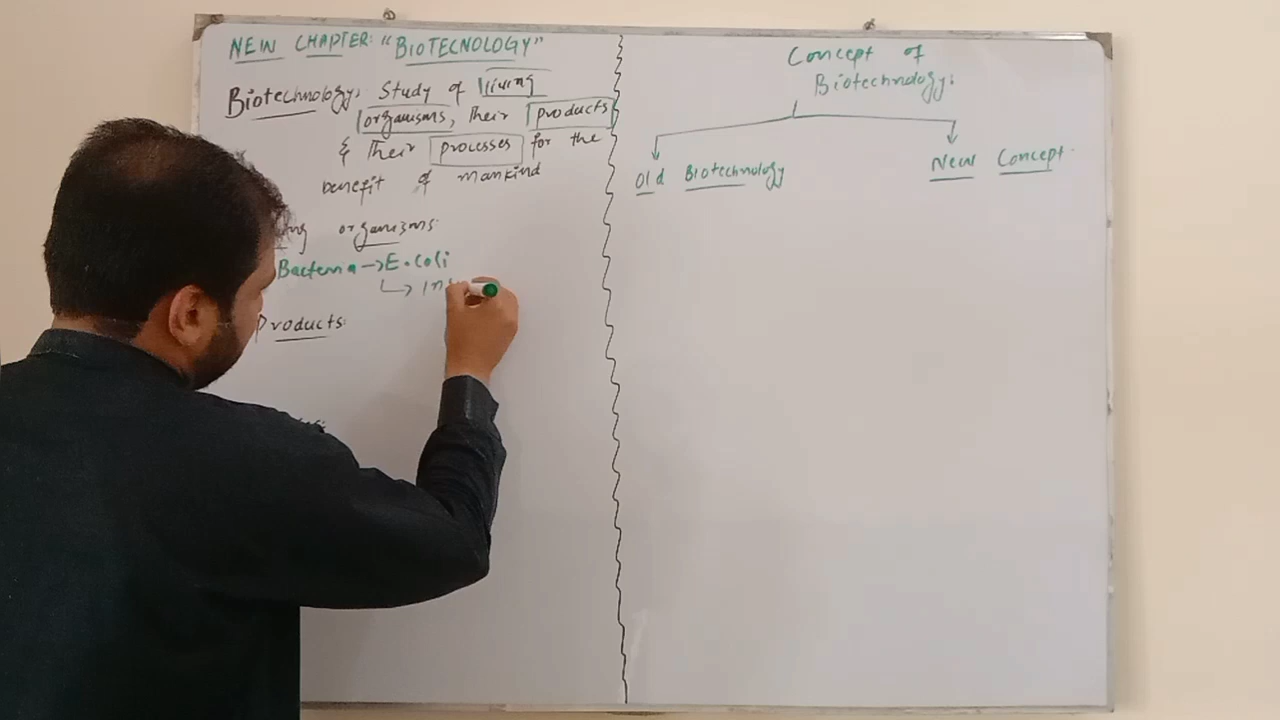 NEW CHAPTER: "BIOTECNOLOGY"
Biotechnology: Study of living
organisms, Their products
& Their processes for the
benefit of mankind
organisms:
Bacteria → E.coli
Products:
Concept of
Biotechnology:
Old Biotechnology
New Concept